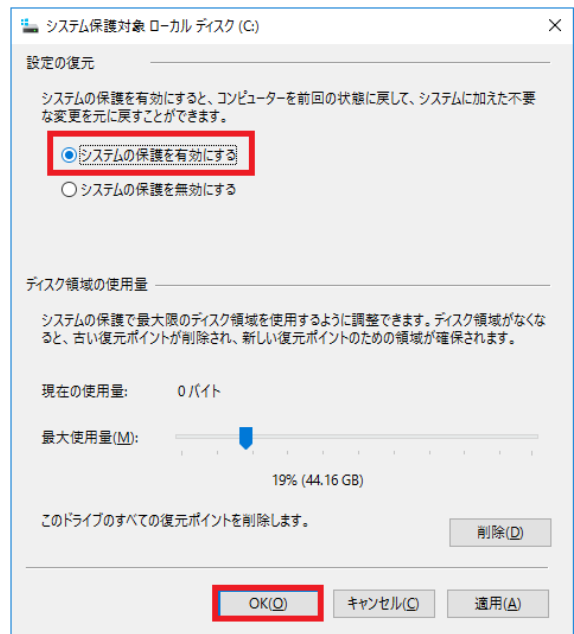 システム保護対象 ローカル ディスク (C:)
設定の復元
システムの保護を有効にすると、コンピューターを前回の状態に戻して、システムに加えた不要
な変更を元に戻すことができます。
システムの保護を有効にする
システムの保護を無効にする
ディスク領域の使用量
システムの保護で最大限のディスク領域を使用するように調整できます。ディスク領域がなくな
ると、古い復元ポイントが削除され、新しい復元ポイントのための領域が確保されます。
現在の使用量: 0 バイト
最大使用量(M):
19% (44.16 GB)
このドライブのすべての復元ポイントを削除します。
削除(D)
OK(O) キャンセル(C) 適用(A)